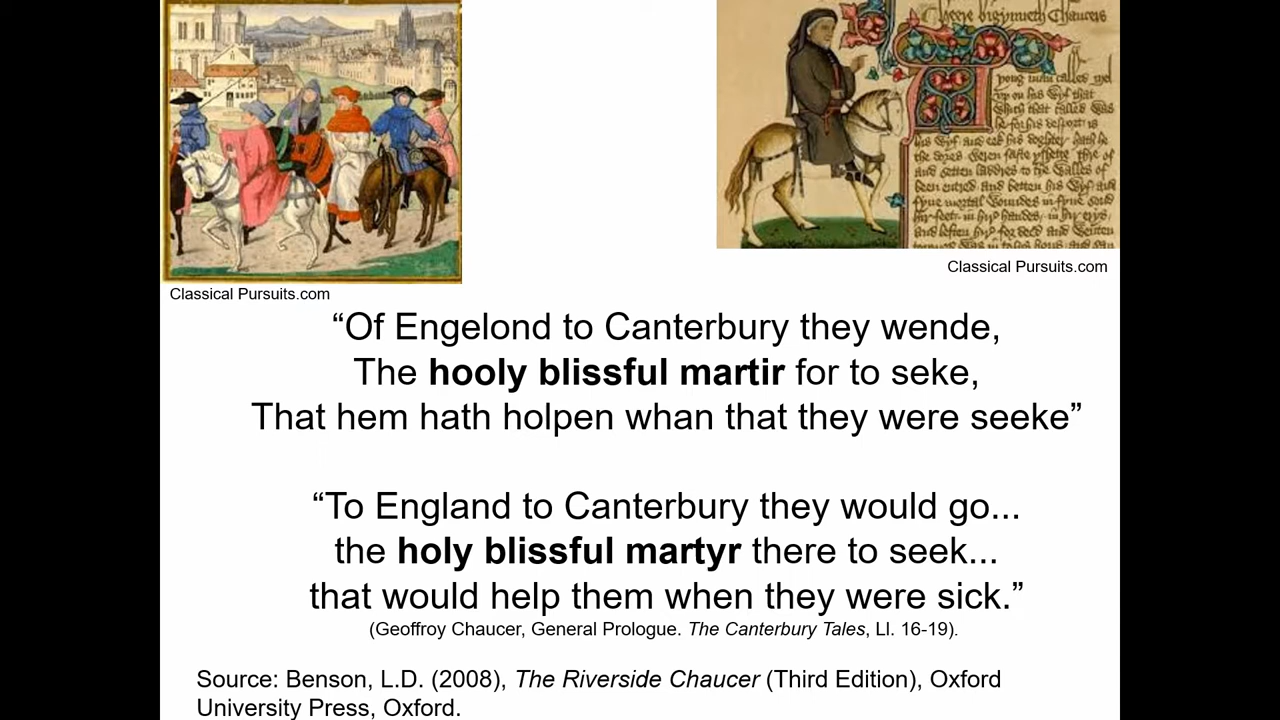 heere bigynneth Chaucers
Classical Pursuits.com
Classical Pursuits.com
“Of Engelond to Canterbury they wende,
The hooly blissful martir for to seke,
That hem hath holpen whan that they were seeke”
“To England to Canterbury they would go...
the holy blissful martyr there to seek...
that would help them when they were sick.”
(Geoffroy Chaucer, General Prologue. The Canterbury Tales, Ll. 16-19).
Source: Benson, L.D. (2008), The Riverside Chaucer (Third Edition), Oxford
University Press, Oxford.